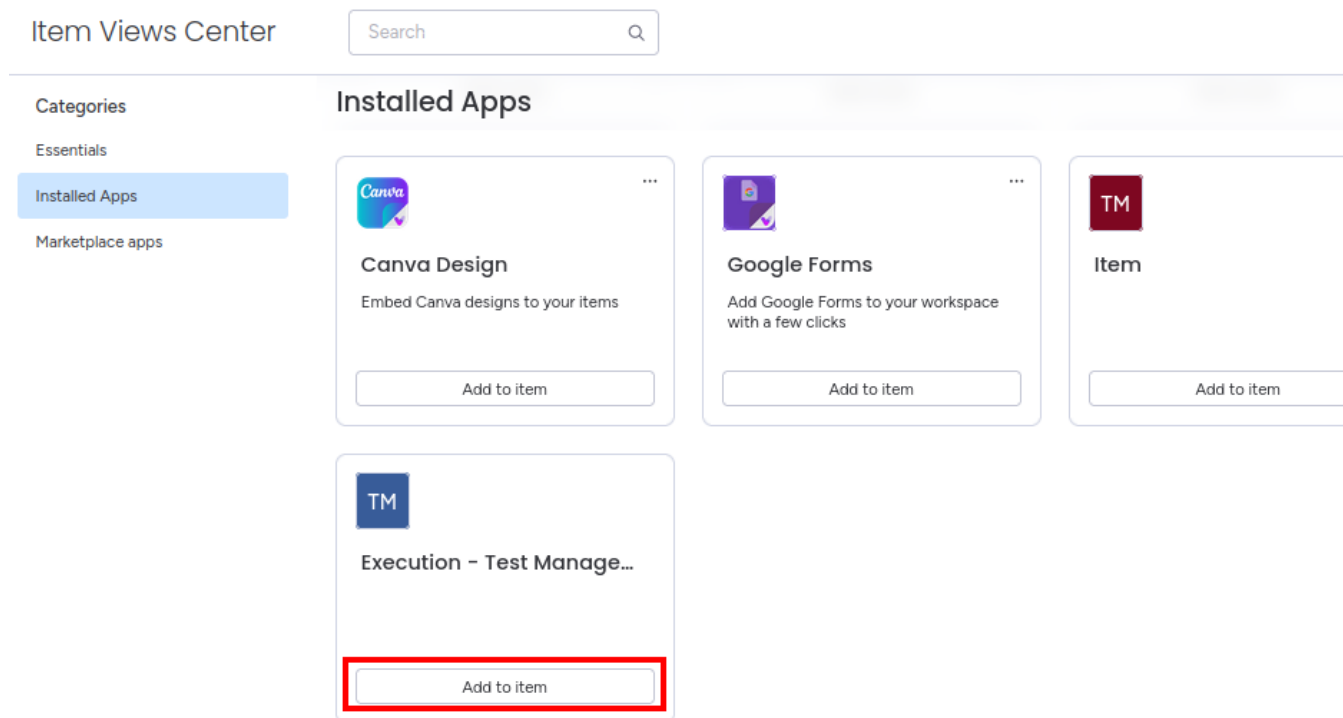 Item Views Center
Search
Categories
Essentials
Installed Apps
Marketplace apps
Installed Apps
Canva
Canva Design
Embed Canva designs to your items
Add to item
Google Forms
Add Google Forms to your workspace
with a few clicks
Add to item
TM
Item
Add to item
TM
Execution - Test Manage...
Add to item